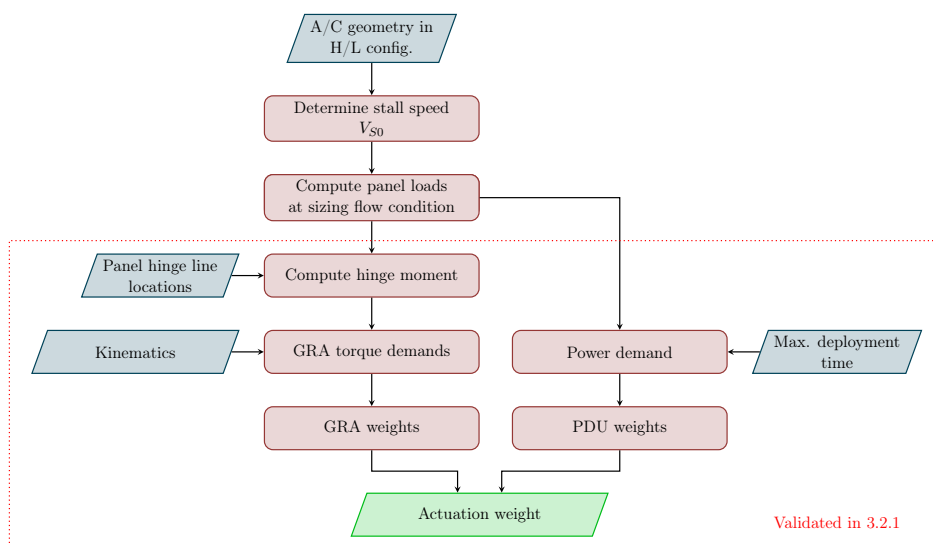 A/C geometry in
H/L config.
Determine stall speed
V_{S0}
Compute panel loads
at sizing flow condition
Panel hinge line
locations
Compute hinge moment
Kinematics
GRA torque demands
Power demand
Max. deployment
time
GRA weights
PDU weights
Actuation weight
Validated in 3.2.1